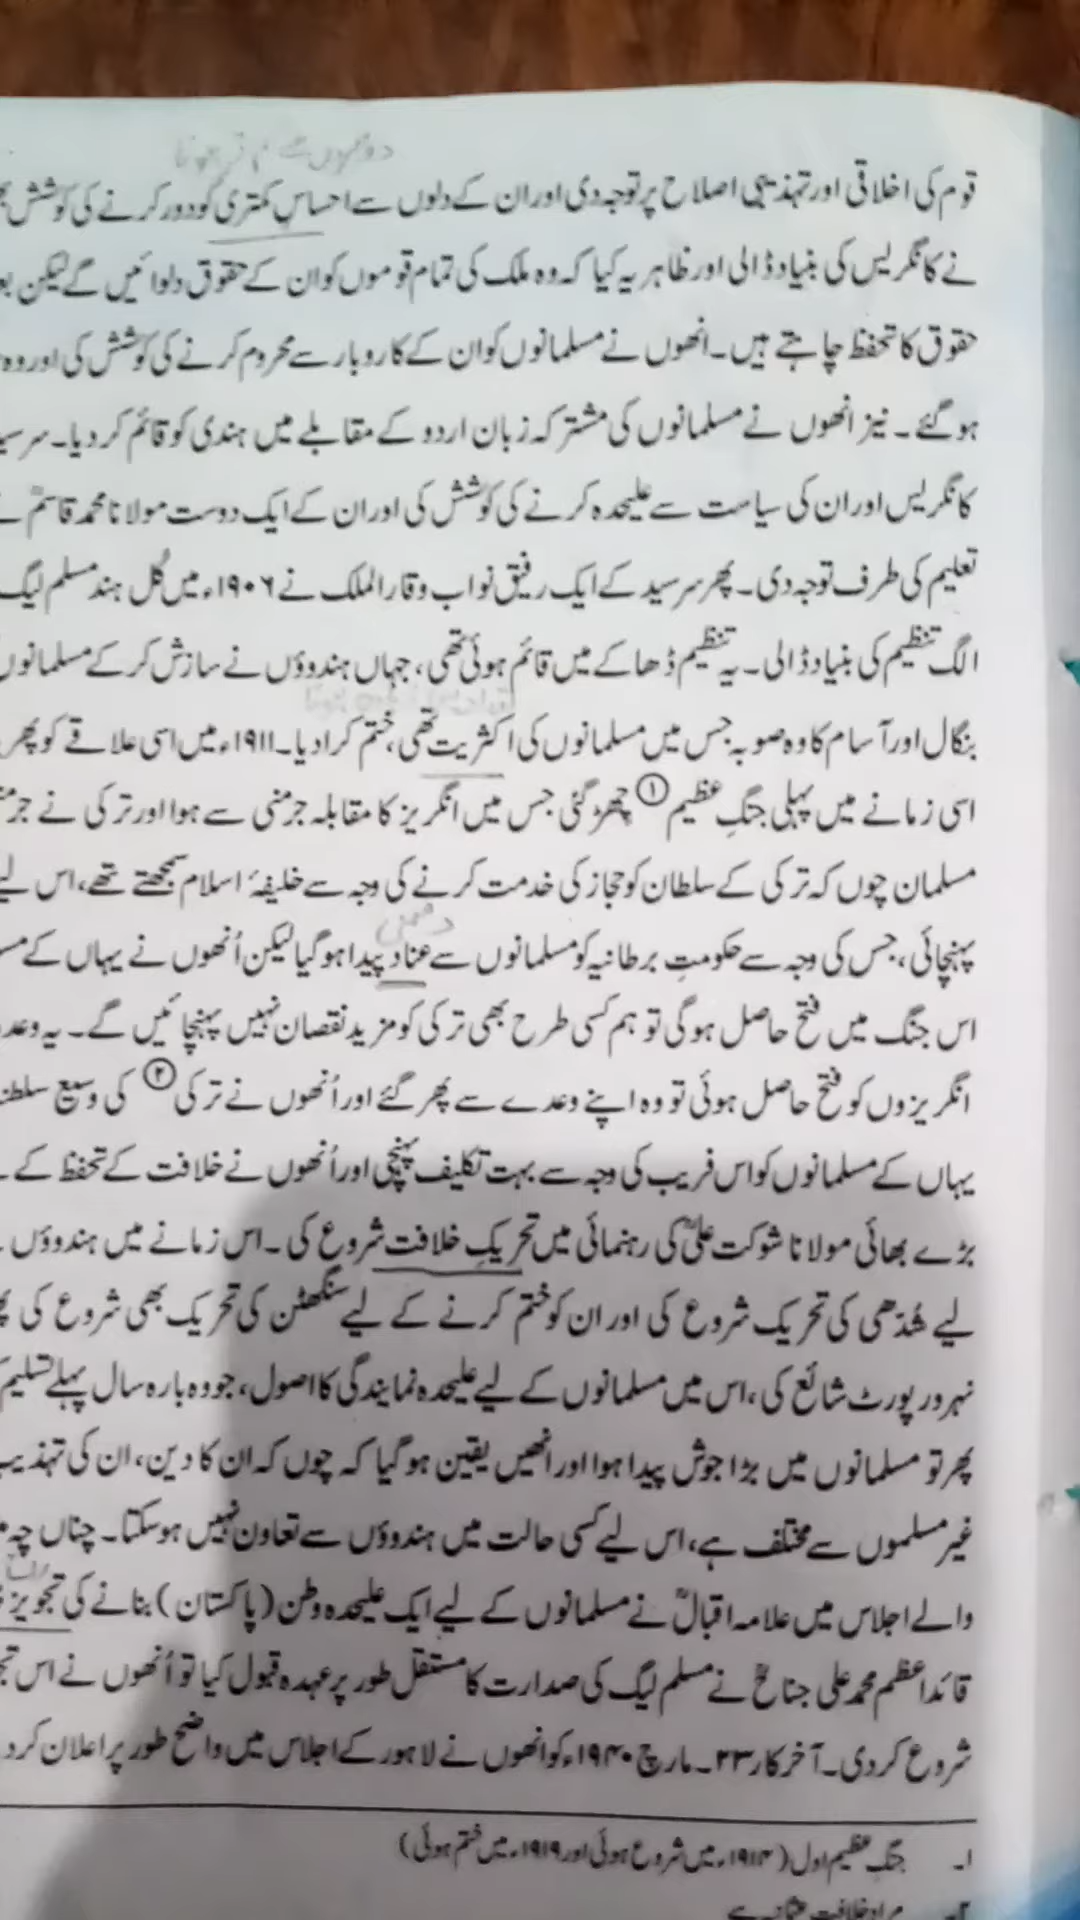 قوم کی اخلاقی اور تہذیبی اصلاح پر توجہ دی اور ان کے دلوں سے احساسِ کمتری کو دور کرنے کی کوشش
نے کانگریس کی بنیاد ڈالی اور ظاہر یہ کیا کہ وہ ملک کی تمام قوموں کو ان کے حقوق دلوائیں گے لیکن
حقوق کا تحفظ چاہتے ہیں۔ انھوں نے مسلمانوں کو ان کے کاروبار سے محروم کرنے کی کوشش کی اور وہ
ہو گئے۔ نیز انھوں نے مسلمانوں کی مشترکہ زبان اردو کے مقابلے میں ہندی کو قائم کر دیا۔
کانگریس اور ان کی سیاست سے علیحدہ کرنے کی کوشش کی اور ان کے ایک دوست مولانا محمد قاسمؒ
تعلیم کی طرف توجہ دی۔ پھر سرسید کے ایک رفیق نواب وقار الملک نے ۱۹۰۶ء میں کُل ہند مسلم لیگ
الگ تنظیم کی بنیاد ڈالی۔ یہ تنظیم ڈھاکے میں قائم ہوئی تھی، جہاں ہندوؤں نے سازش کر کے مسلمانوں
بنگال اور آسام کا وہ صوبہ جس میں مسلمانوں کی اکثریت تھی، ختم کرا دیا۔ ۱۹۱۱ء میں اسی علاقے کو پھر
اسی زمانے میں پہلی جنگِ عظیم ① چھڑ گئی جس میں انگریز کا مقابلہ جرمنی سے ہوا اور ترکی نے
مسلمان چوں کہ ترکی کے سلطان کو حجاز کی خدمت کرنے کی وجہ سے خلیفۂ اسلام سمجھتے تھے، اس لیے
دشمنی
پہنچائی، جس کی وجہ سے حکومتِ برطانیہ کو مسلمانوں سے عناد پیدا ہو گیا لیکن اُنھوں نے یہاں کے
اس جنگ میں فتح حاصل ہو گی تو ہم کسی طرح بھی ترکی کو مزید نقصان نہیں پہنچائیں گے۔ یہ
انگریزوں کو فتح حاصل ہوئی تو وہ اپنے وعدے سے پھر گئے اور اُنھوں نے ترکی ② کی وسیع
یہاں کے مسلمانوں کو اس فریب کی وجہ سے بہت تکلیف پہنچی اور اُنھوں نے خلافت کے تحفظ کے
بڑے بھائی مولانا شوکت علیؒ کی رہنمائی میں تحریکِ خلافت شروع کی۔ اس زمانے میں ہندوؤں
لیے شُدھی کی تحریک شروع کی اور ان کو ختم کرنے کے لیے سنگھٹن کی تحریک بھی شروع کی
نہرو رپورٹ شائع کی، اس میں مسلمانوں کے لیے علیحدہ نمایندگی کا اصول، جو وہ بارہ سال پہلے تسلیم
پھر تو مسلمانوں میں بڑا جوش پیدا ہوا اور انھیں یقین ہو گیا کہ چوں کہ ان کا دین، ان کی
غیر مسلموں سے مختلف ہے، اس لیے کسی حالت میں ہندوؤں سے تعاون نہیں ہو سکتا۔ چناں چہ
والے اجلاس میں علامہ اقبالؒ نے مسلمانوں کے لیے ایک علیحدہ وطن (پاکستان) بنانے کی تجویز
قائداعظم محمد علی جناحؒ نے مسلم لیگ کی صدارت کا مستقل طور پر عہدہ قبول کیا تو اُنھوں نے اس
شروع کر دی۔ آخرکار ۲۳۔ مارچ ۱۹۴۰ء کو انھوں نے لاہور کے اجلاس میں واضح طور پر اعلان
۱۔ جنگِ عظیم اول (۱۹۱۴ء میں شروع ہوئی اور ۱۹۱۹ء میں ختم ہوئی)